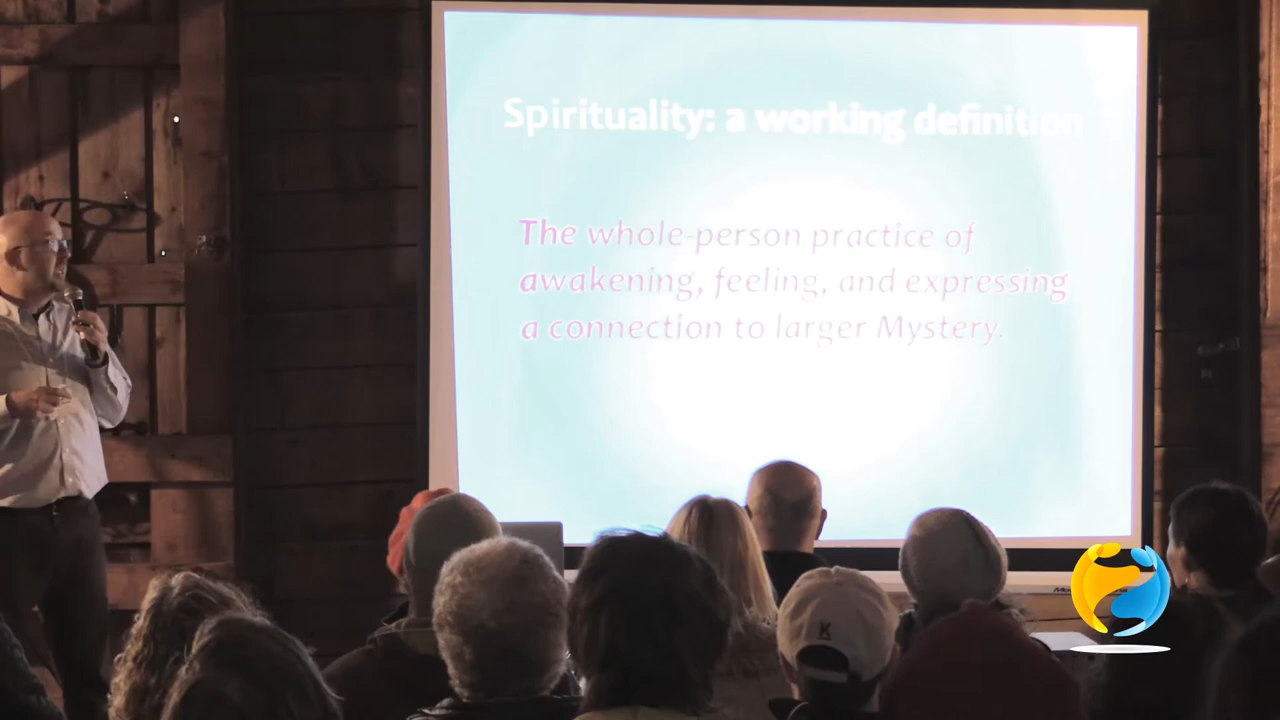 Spirituality: a working definition
The whole-person practice of
awakening, feeling, and expressing
a connection to larger Mystery.
K